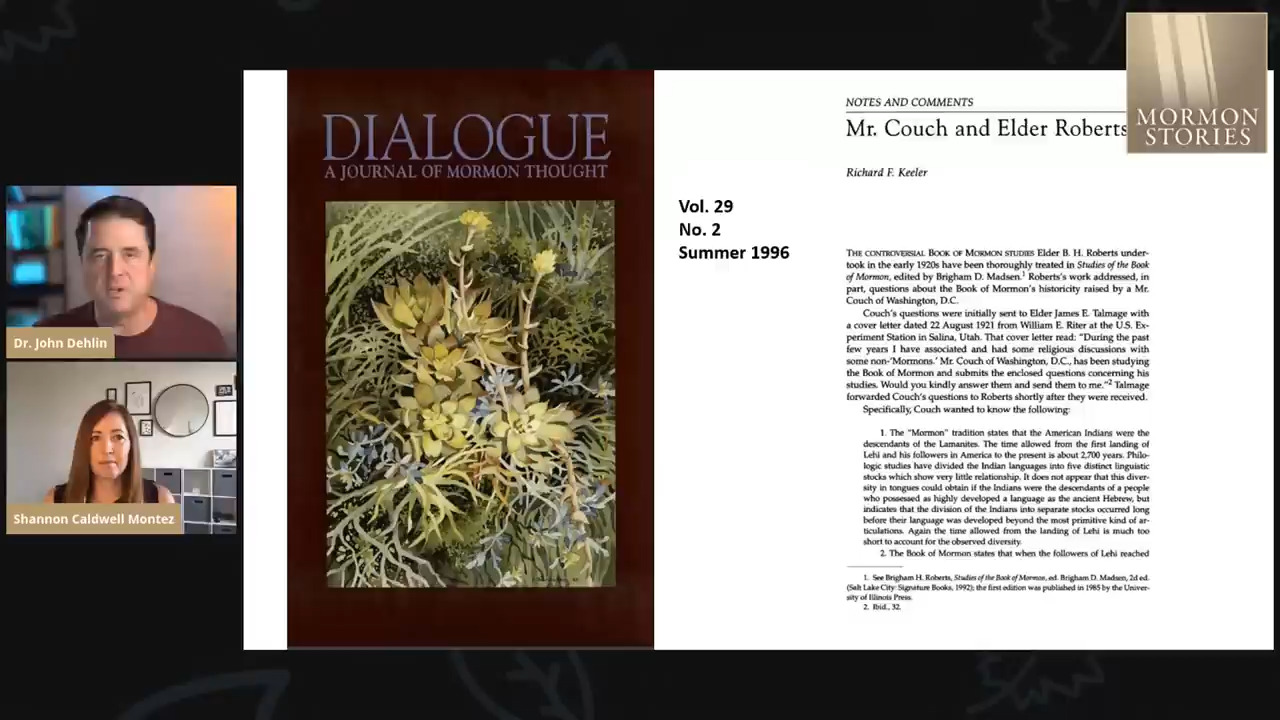 MORMON
STORIES
DIALOGUE
A JOURNAL OF MORMON THOUGHT
Vol. 29
No. 2
Summer 1996
NOTES AND COMMENTS
Mr. Couch and Elder Roberts
Richard F. Keeler
THE CONTROVERSIAL BOOK OF MORMON STUDIES Elder B. H. Roberts under-
took in the early 1920s have been thoroughly treated in Studies of the Book
of Mormon, edited by Brigham D. Madsen.1 Roberts's work addressed, in
part, questions about the Book of Mormon's historicity raised by a Mr.
Couch of Washington, D.C.
Couch's questions were initially sent to Elder James E. Talmage with
a cover letter dated 22 August 1921 from William E. Riter at the U.S. Ex-
periment Station in Salina, Utah. That cover letter read: "During the past
few years I have associated and had some religious discussions with
some non-'Mormons.' Mr. Couch of Washington, D.C., has been studying
the Book of Mormon and submits the enclosed questions concerning his
studies. Would you kindly answer them and send them to me."2 Talmage
forwarded Couch's questions to Roberts shortly after they were received.
Specifically, Couch wanted to know the following:
1. The "Mormon" tradition states that the American Indians were the
descendants of the Lamanites. The time allowed from the first landing of
Lehi and his followers in America to the present is about 2,700 years. Philo-
logic studies have divided the Indian languages into five distinct linguistic
stocks which show very little relationship. It does not appear that this diver-
sity in tongues could obtain if the Indians were the descendants of a people
who possessed as highly developed a language as the ancient Hebrew, but
indicates that the division of the Indians into separate stocks occurred long
before their language was developed beyond the most primitive kind of ar-
ticulations. Again the time allowed from the landing of Lehi is much too
short to account for the observed diversity.
2. The Book of Mormon states that when the followers of Lehi reached
1. See Brigham H. Roberts, Studies of the Book of Mormon, ed. Brigham D. Madsen, 2d ed.
(Salt Lake City: Signature Books, 1992); the first edition was published in 1985 by the Univer-
sity of Illinois Press.
2. Ibid., 32.
Dr. John Dehlin
Shannon Caldwell Montez